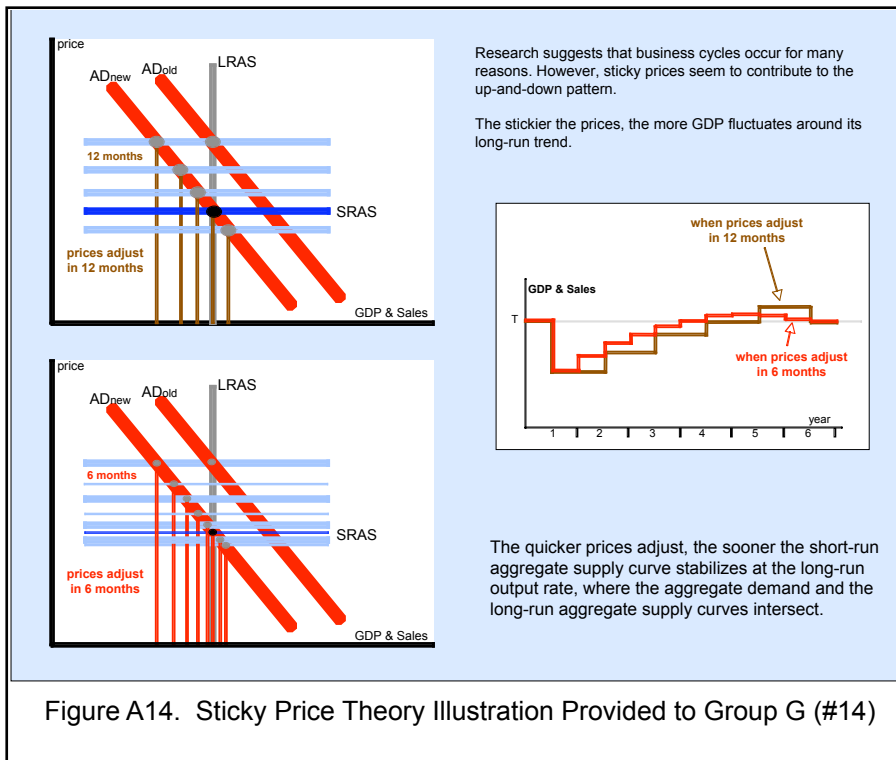 price
ADnew
ADold
LRAS
12 months
SRAS
prices adjust
in 12 months
GDP & Sales
price
ADnew
ADold
LRAS
6 months
SRAS
prices adjust
in 6 months
GDP & Sales
Research suggests that business cycles occur for many
reasons. However, sticky prices seem to contribute to the
up-and-down pattern.
The stickier the prices, the more GDP fluctuates around its
long-run trend.
when prices adjust
in 12 months
GDP & Sales
T
when prices adjust
in 6 months
year
1 2 3 4 5 6
The quicker prices adjust, the sooner the short-run
aggregate supply curve stabilizes at the long-run
output rate, where the aggregate demand and the
long-run aggregate supply curves intersect.
Figure A14. Sticky Price Theory Illustration Provided to Group G (#14)